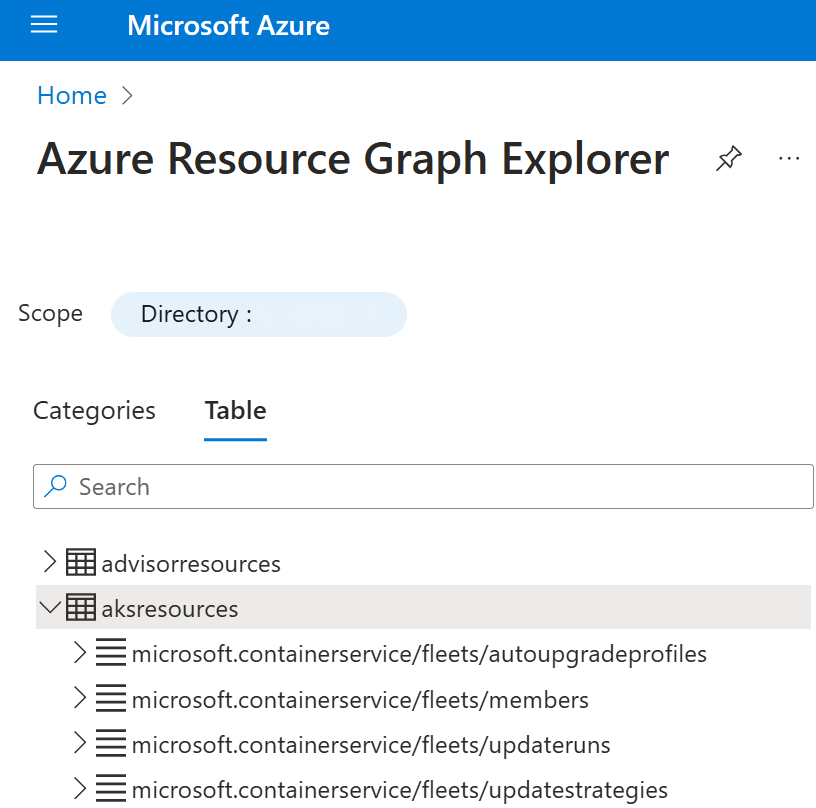 Microsoft Azure
Home
Azure Resource Graph Explorer
Scope Directory :
Categories Table
Search
advisorresources
aksresources
microsoft.containerservice/fleets/autoupgradeprofiles
microsoft.containerservice/fleets/members
microsoft.containerservice/fleets/updateruns
microsoft.containerservice/fleets/updatestrategies